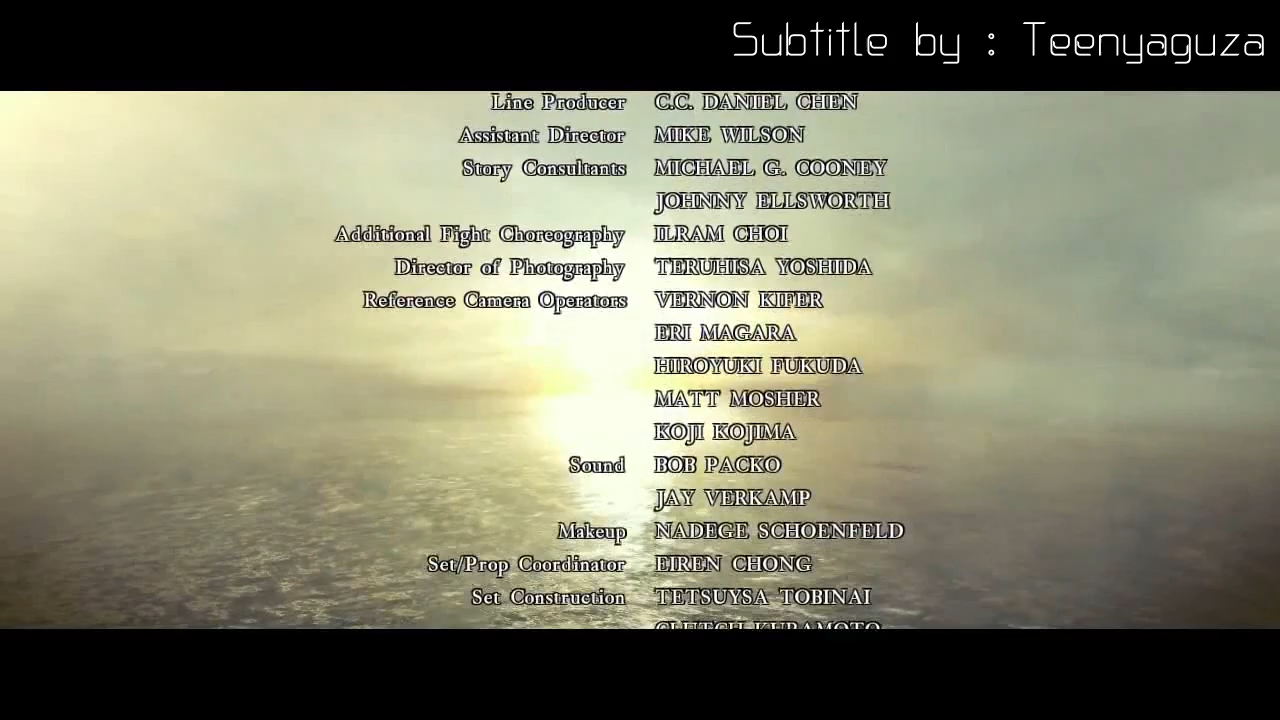 Subtitle by : Teenyaguza
Line Producer C.C. DANIEL CHEN
Assistant Director MIKE WILSON
Story Consultants MICHAEL G. COONEY
JOHNNY ELLSWORTH
Additional Fight Choreography ILRAM CHOI
Director of Photography TERUHISA YOSHIDA
Reference Camera Operators VERNON KIFER
ERI MAGARA
HIROYUKI FUKUDA
MATT MOSHER
KOJI KOJIMA
Sound BOB PACKO
JAY VERKAMP
Makeup NADEGE SCHOENFELD
Set/Prop Coordinator EIREN CHONG
Set Construction TETSUYSA TOBINAI